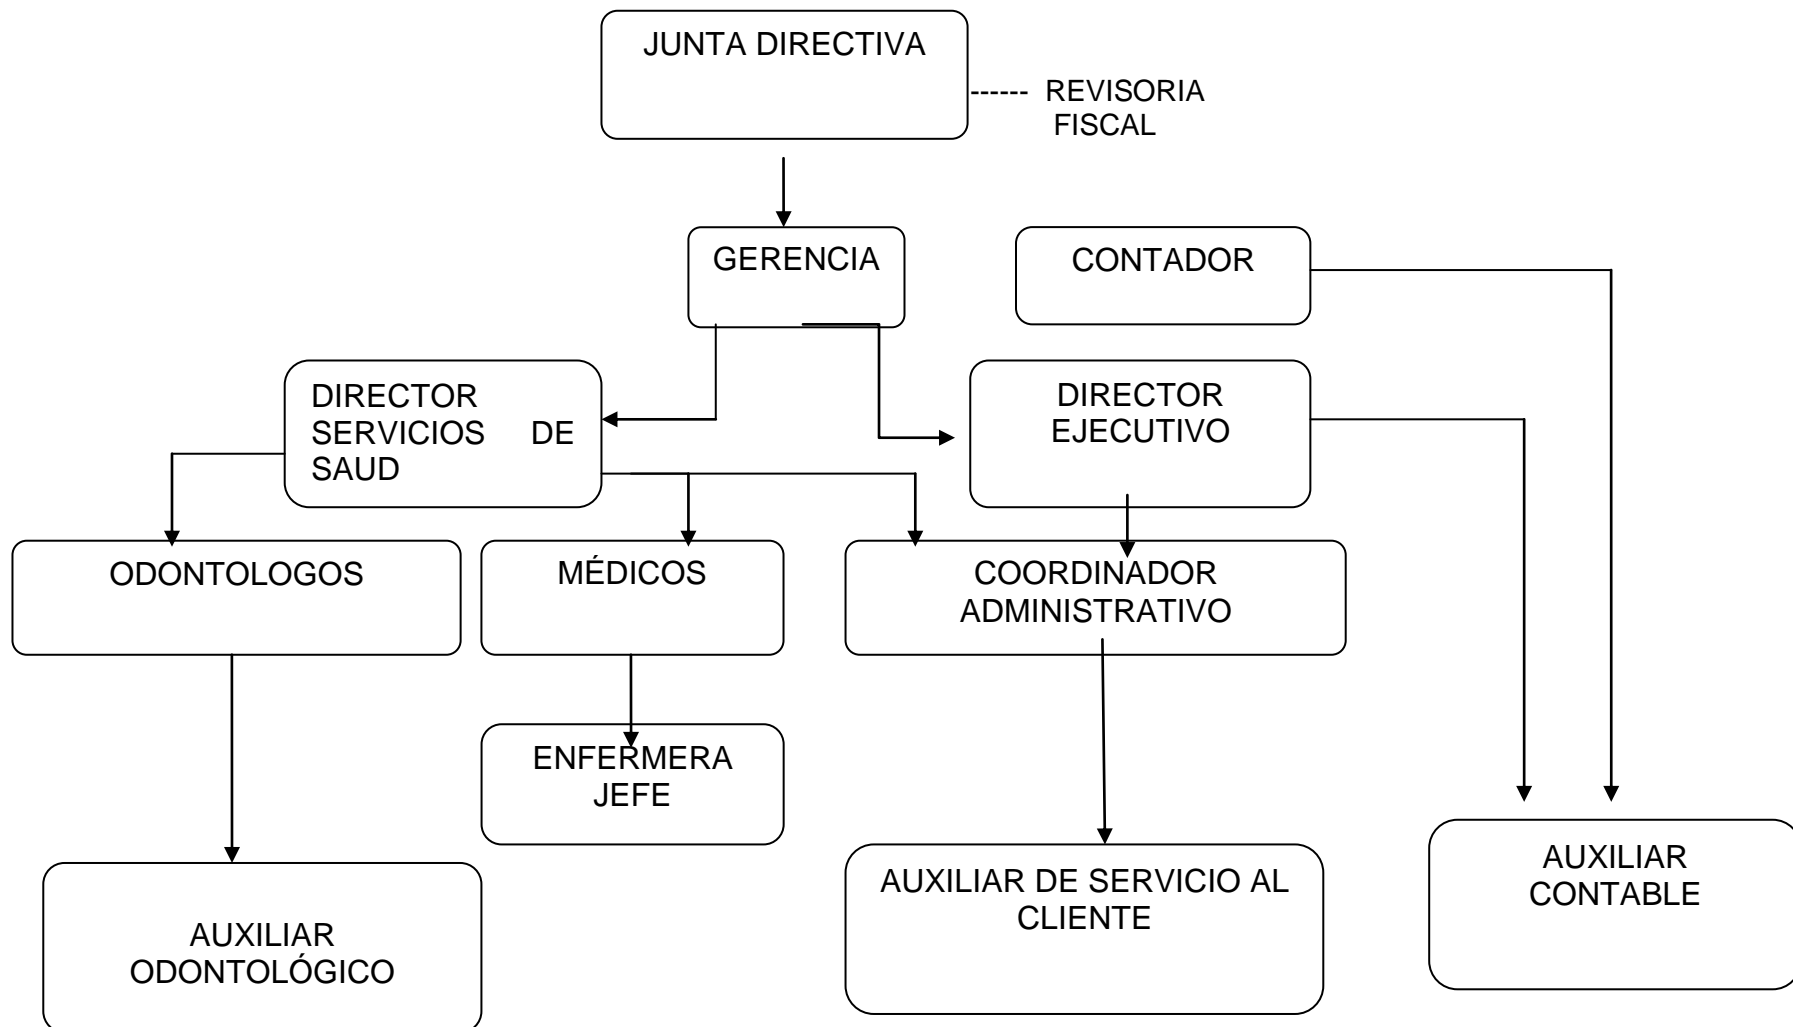 JUNTA DIRECTIVA
------ REVISORIA
FISCAL
GERENCIA
CONTADOR
DIRECTOR
SERVICIOS DE
SAUD
DIRECTOR
EJECUTIVO
ODONTOLOGOS
MÉDICOS
COORDINADOR
ADMINISTRATIVO
ENFERMERA
JEFE
AUXILIAR DE SERVICIO AL
CLIENTE
AUXILIAR
CONTABLE
AUXILIAR
ODONTOLÓGICO